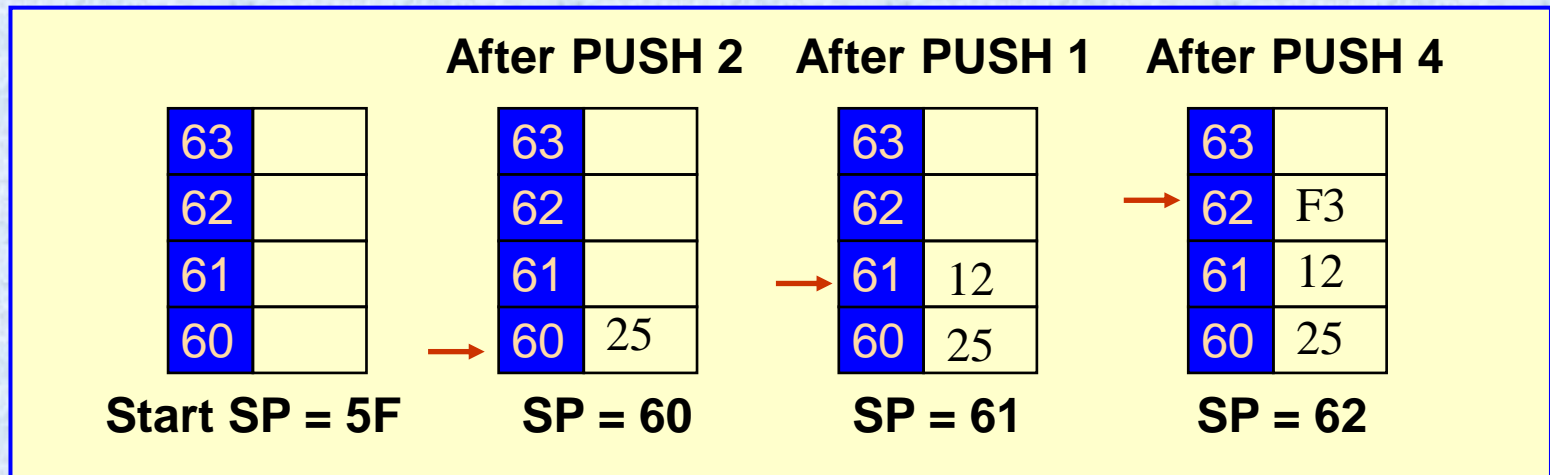 After PUSH 2 After PUSH 1 After PUSH 4
63 63 63 63
62 62 62 62 F3
61 61 61 12 61 12
60 60 25 60 25 60 25
Start SP = 5F SP = 60 SP = 61 SP = 62